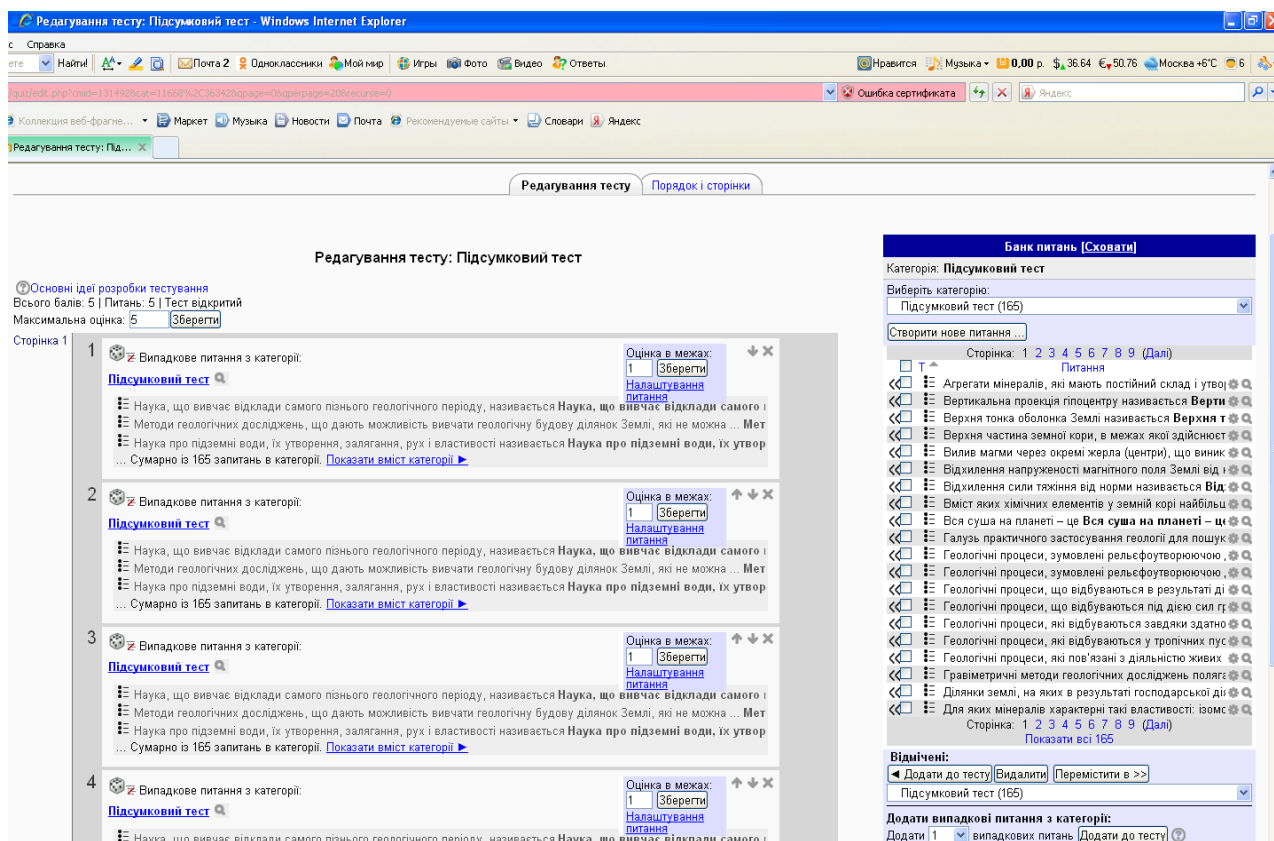 Редагування тесту: Підсумковий тест - Windows Internet Explorer
с Справка
Найти! Почта 2 Одноклассники Мой мир Игры Фото Видео Ответы Нравится Музыка 0,00 р. $ 36.64 € 50.76 Москва +6°C 6
/quiz/edit.php?cmid=131492&cat=11668%2C36342&qpage=0&qperpage=20&recurse=0 Ошибка сертификата Яндекс
Коллекция веб-фрагме... Маркет Музыка Новости Почта Рекомендуемые сайты Словари Яндекс
Редагування тесту: Під... X
Редагування тесту Порядок і сторінки
Редагування тесту: Підсумковий тест
Основні ідеї розробки тестування
Всього балів: 5 | Питань: 5 | Тест відкритий
Максимальна оцінка: 5 Зберегти
Сторінка 1
1 Випадкове питання з категорії:
Підсумковий тест
Оцінка в межах:
1 Зберегти
Налаштування
питання
Наука, що вивчає відклади самого пізнього геологічного періоду, називається Наука, що вивчає відклади самого
Методи геологічних досліджень, що дають можливість вивчати геологічну будову ділянок Землі, які не можна ... Мет
Наука про підземні води, їх утворення, залягання, рух і властивості називається Наука про підземні води, їх утвор
... Сумарно із 165 запитань в категорії. Показати вміст категорії ►
2 Випадкове питання з категорії:
Підсумковий тест
Оцінка в межах:
1 Зберегти
Налаштування
питання
Наука, що вивчає відклади самого пізнього геологічного періоду, називається Наука, що вивчає відклади самого
Методи геологічних досліджень, що дають можливість вивчати геологічну будову ділянок Землі, які не можна ... Мет
Наука про підземні води, їх утворення, залягання, рух і властивості називається Наука про підземні води, їх утвор
... Сумарно із 165 запитань в категорії. Показати вміст категорії ►
3 Випадкове питання з категорії:
Підсумковий тест
Оцінка в межах:
1 Зберегти
Налаштування
питання
Наука, що вивчає відклади самого пізнього геологічного періоду, називається Наука, що вивчає відклади самого
Методи геологічних досліджень, що дають можливість вивчати геологічну будову ділянок Землі, які не можна ... Мет
Наука про підземні води, їх утворення, залягання, рух і властивості називається Наука про підземні води, їх утвор
... Сумарно із 165 запитань в категорії. Показати вміст категорії ►
4 Випадкове питання з категорії:
Підсумковий тест
Оцінка в межах:
1 Зберегти
Налаштування
питання
Наука, що вивчає відклади самого пізнього геологічного періоду, називається Наука, що вивчає відклади самого
Банк питань [Сховати]
Категорія: Підсумковий тест
Виберіть категорію:
Підсумковий тест (165)
Створити нове питання ...
Сторінка: 1 2 3 4 5 6 7 8 9 (Далі)
Т Питання
Агрегати мінералів, які мають постійний склад і утвор
Вертикальна проекція гіпоцентру називається Верти
Верхня тонка оболонка Землі називається Верхня т
Верхня частина земної кори, в межах якої здійснюєт
Вилив магми через окремі жерла (центри), що виник
Відхилення напруженості магнітного поля Землі від н
Відхилення сили тяжіння від норми називається Від
Вміст яких хімічних елементів у земній корі найбільш
Вся суша на планеті – це Вся суша на планеті – це
Галузь практичного застосування геології для пошук
Геологічні процеси, зумовлені рельєфоутворюючою
Геологічні процеси, зумовлені рельєфоутворюючою
Геологічні процеси, що відбуваються в результаті ді
Геологічні процеси, що відбуваються під дією сил гр
Геологічні процеси, які відбуваються завдяки здатно
Геологічні процеси, які відбуваються у тропічних пус
Геологічні процеси, які пов'язані з діяльністю живих
Гравіметричні методи геологічних досліджень поляга
Ділянки землі, на яких в результаті господарської дія
Для яких мінералів характерні такі властивості: ізомо
Сторінка: 1 2 3 4 5 6 7 8 9 (Далі)
Показати всі 165
Відмічені:
◄ Додати до тесту Видалити Перемістити в >>
Підсумковий тест (165)
Додати випадкові питання з категорії:
Додати 1 випадкових питань Додати до тесту